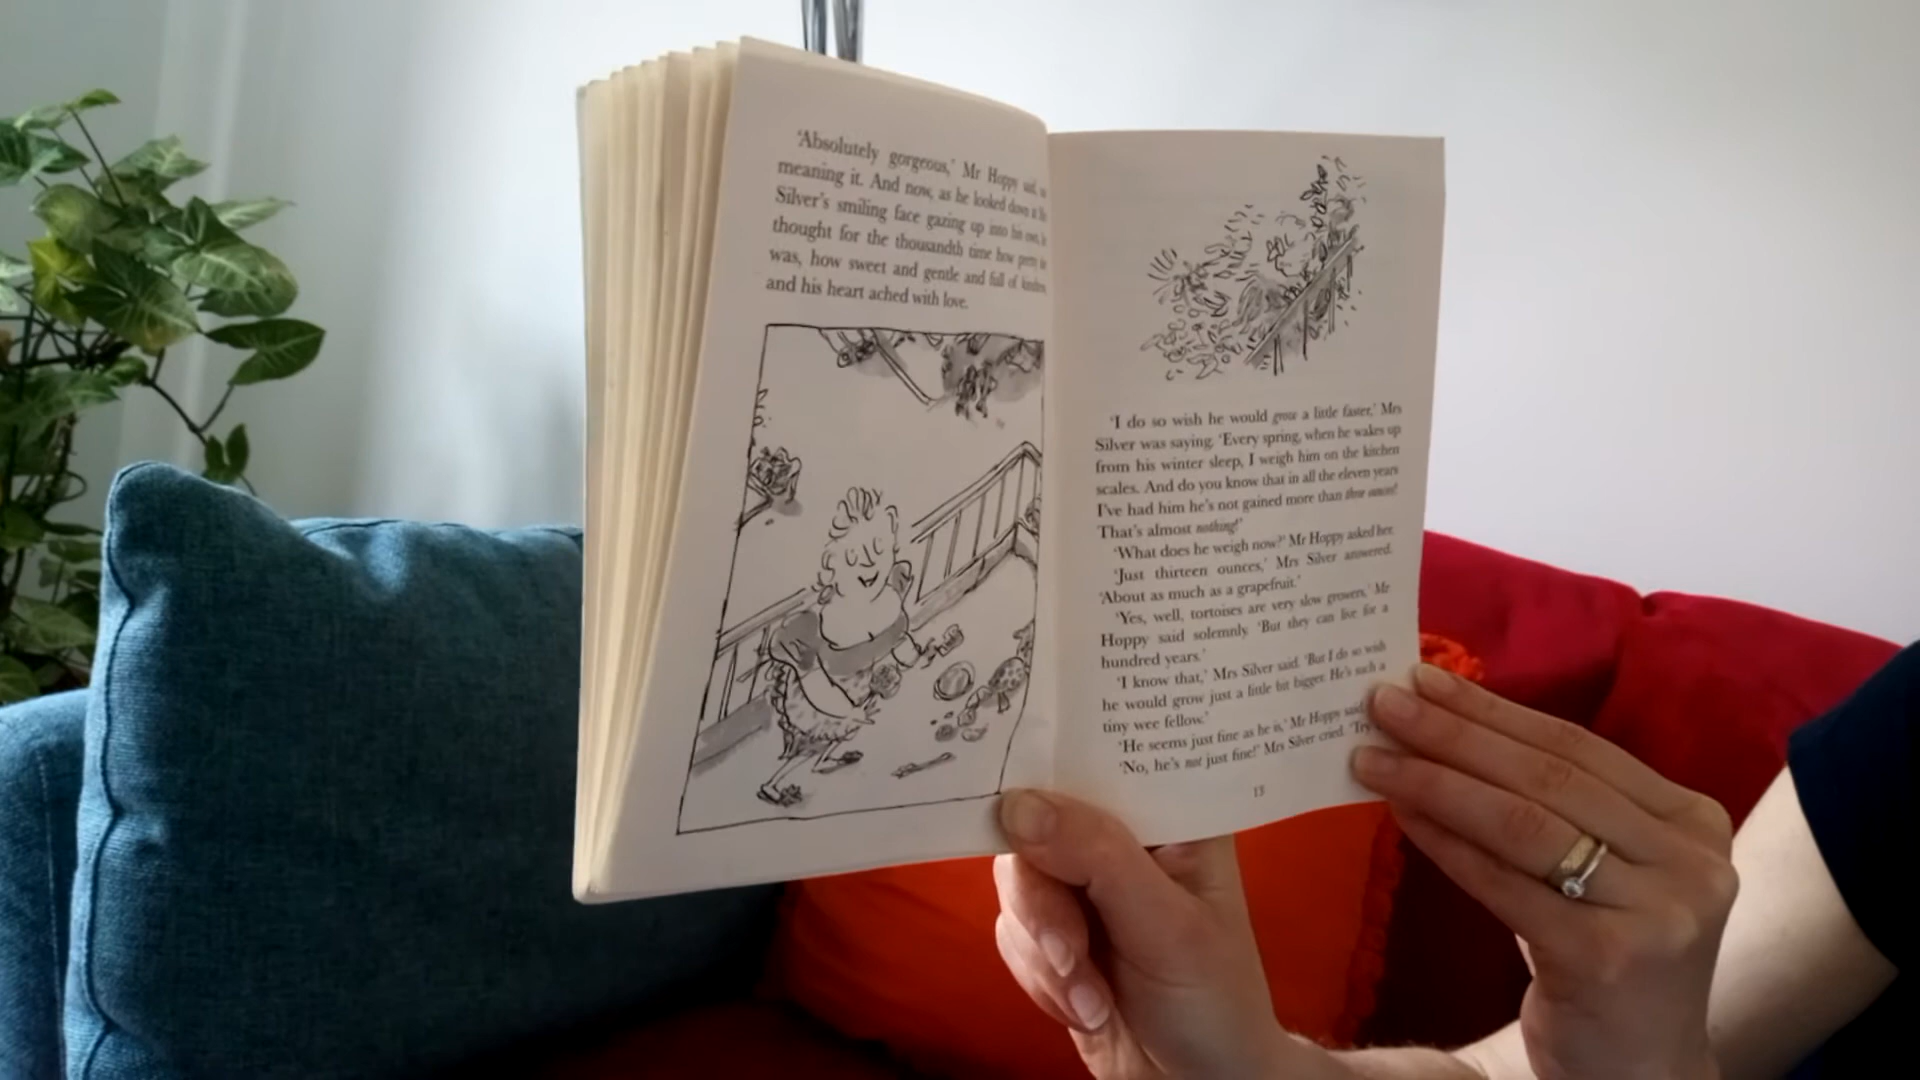 'Absolutely gorgeous,' Mr Hoppy said,
meaning it. And now, as he looked down at
Silver's smiling face gazing up into his own,
thought for the thousandth time how pretty
was, how sweet and gentle and full of kindness,
and his heart ached with love.
'I do so wish he would grow a little faster,' Mrs
Silver was saying. 'Every spring, when he wakes up
from his winter sleep, I weigh him on the kitchen
scales. And do you know that in all the eleven years
I've had him he's not gained more than three ounces!
That's almost nothing!'
'What does he weigh now?' Mr Hoppy asked her.
'Just thirteen ounces,' Mrs Silver answered.
'About as much as a grapefruit.'
'Yes, well, tortoises are very slow growers,' Mr
Hoppy said solemnly. 'But they can live for a
hundred years.'
'I know that,' Mrs Silver said. 'But I do so wish
he would grow just a little bit bigger. He's such a
tiny wee fellow.'
'He seems just fine as he is,' Mr Hoppy said.
'No, he's not just fine!' Mrs Silver cried. 'Try
13